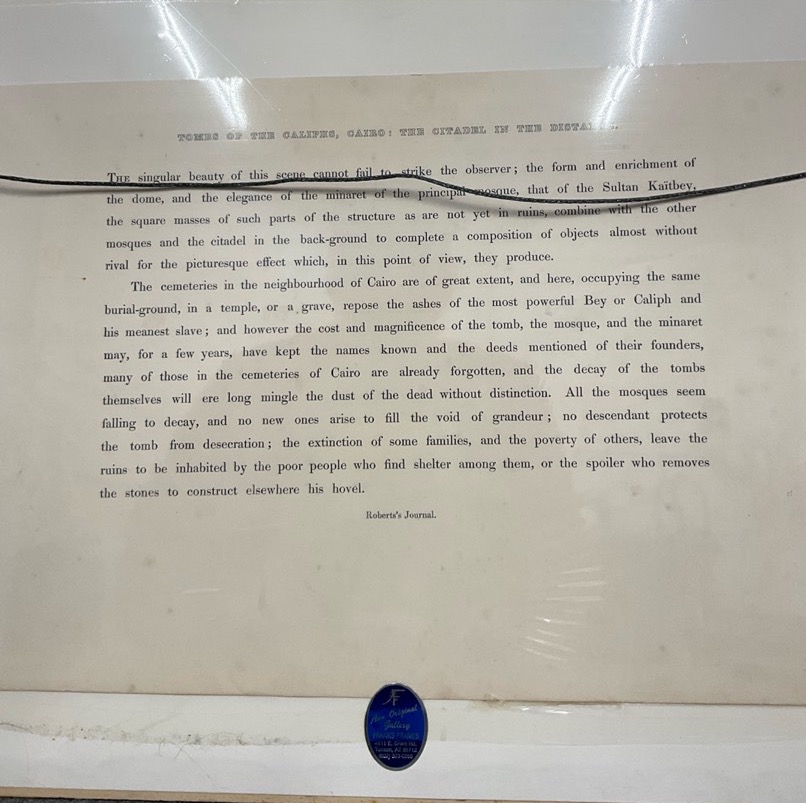 TOMBS OF THE CALIPHS, CAIRO: THE CITADEL IN THE
THE singular beauty of this scene cannot fail to strike the observer; the form and enrichment of
the dome, and the elegance of the minaret of the principal mosque, that of the Sultan Kaïtbey,
the square masses of such parts of the structure as are not yet in ruins, combine with the other
mosques and the citadel in the back-ground to complete a composition of objects almost without
rival for the picturesque effect which, in this point of view, they produce.
The cemeteries in the neighbourhood of Cairo are of great extent, and here, occupying the same
burial-ground, in a temple, or a grave, repose the ashes of the most powerful Bey or Caliph and
his meanest slave; and however the cost and magnificence of the tomb, the mosque, and the minaret
may, for a few years, have kept the names known and the deeds mentioned of their founders,
many of those in the cemeteries of Cairo are already forgotten, and the decay of the tombs
themselves will ere long mingle the dust of the dead without distinction. All the mosques seem
falling to decay, and no new ones arise to fill the void of grandeur; no descendant protects
the tomb from desecration; the extinction of some families, and the poverty of others, leave the
ruins to be inhabited by the poor people who find shelter among them, or the spoiler who removes
the stones to construct elsewhere his hovel.
Roberts's Journal.
Original
Gallery
E. Grant Rd.
Tucson, AZ 85712